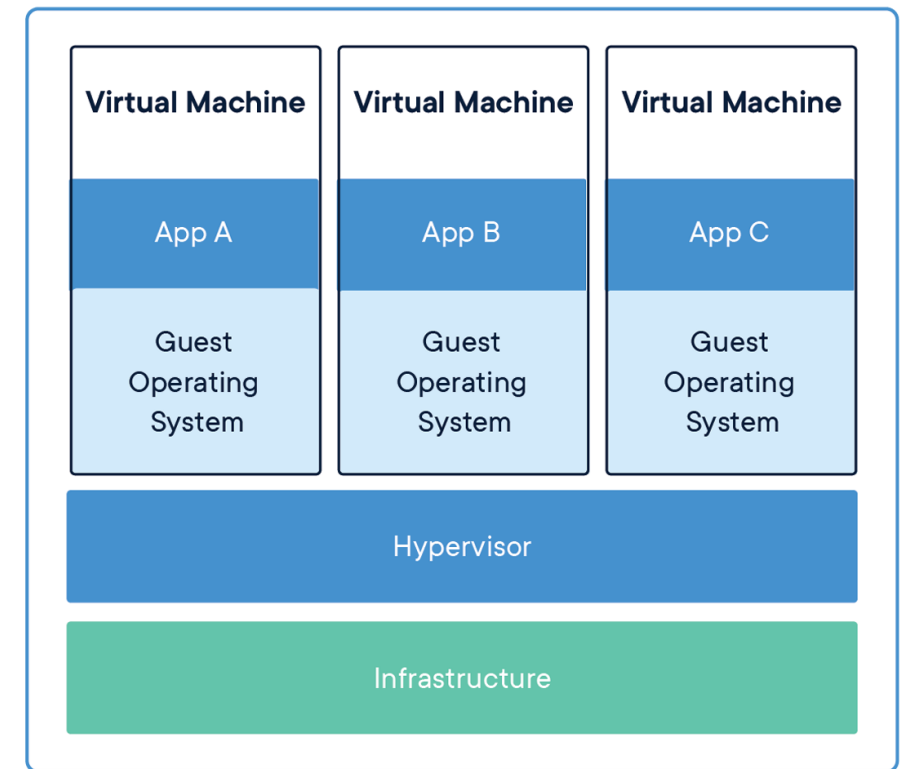 Virtual Machine
Virtual Machine
Virtual Machine
App A
App B
App C
Guest
Operating
System
Guest
Operating
System
Guest
Operating
System
Hypervisor
Infrastructure